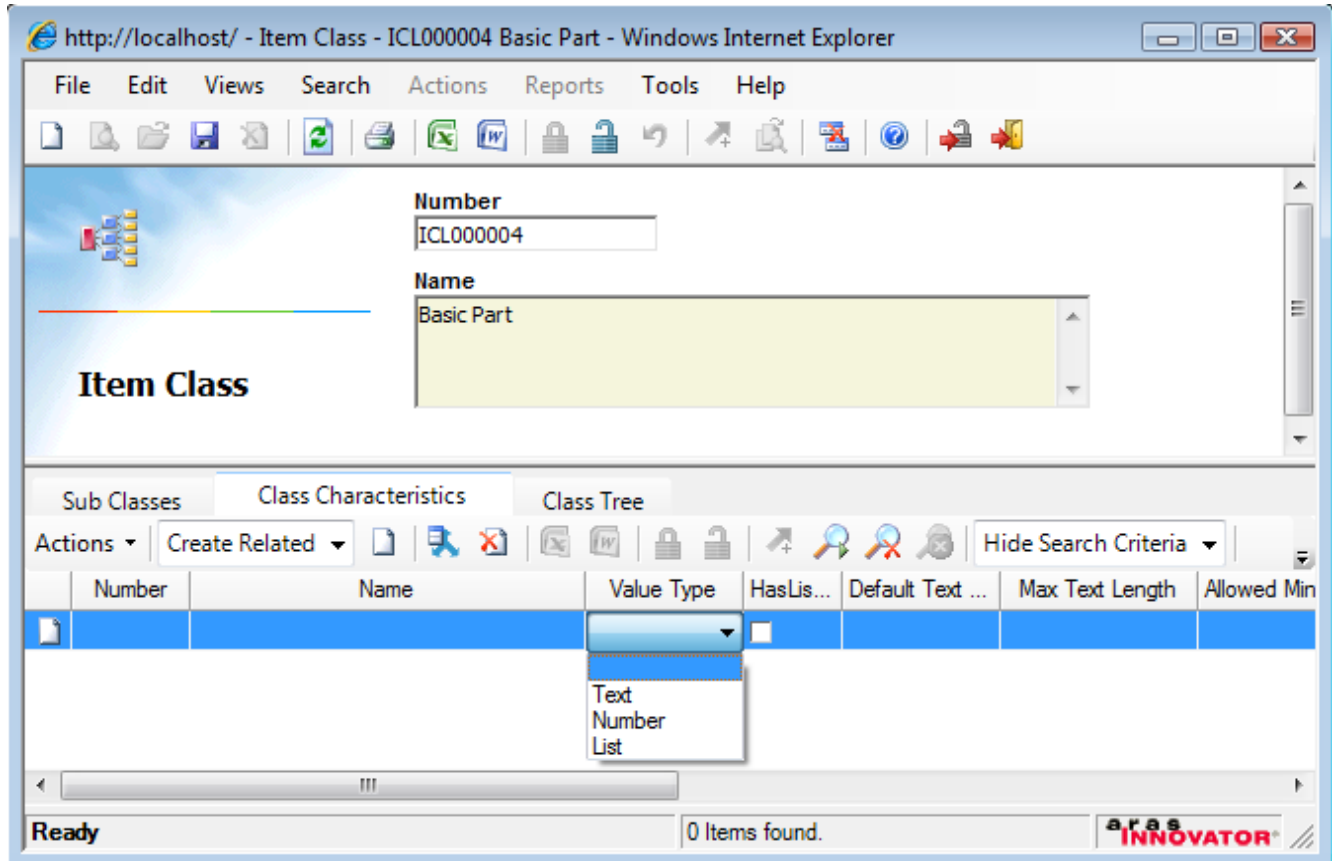 http://localhost/ - Item Class - ICL000004 Basic Part - Windows Internet Explorer
File Edit Views Search Actions Reports Tools Help
Number
ICL000004
Name
Basic Part
Item Class
Sub Classes Class Characteristics Class Tree
Actions Create Related Hide Search Criteria
Number Name Value Type HasLis... Default Text ... Max Text Length Allowed Min
Text
Number
List
Ready 0 Items found. aras INNOVATOR